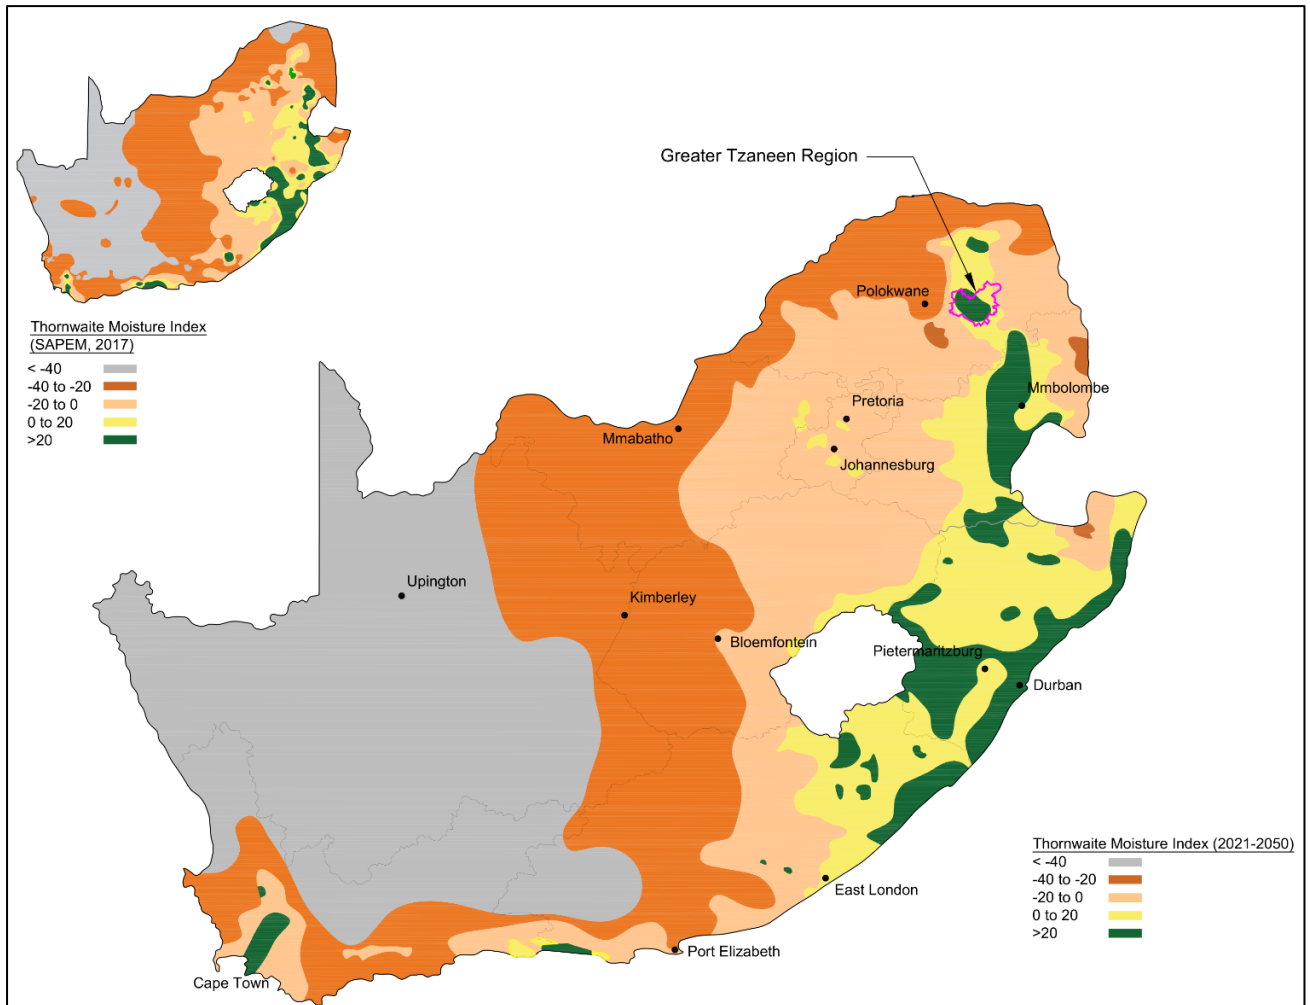 Greater Tzaneen Region
Polokwane
Thornwaite Moisture Index
(SAPEM, 2017)
< -40
-40 to -20
-20 to 0
0 to 20
>20
Mmbolombe
Pretoria
Mmabatho
Johannesburg
Upington
Kimberley
Bloemfontein
Pietermaritzburg
Durban
Thornwaite Moisture Index (2021-2050)
< -40
-40 to -20
-20 to 0
0 to 20
>20
East London
Port Elizabeth
Cape Town